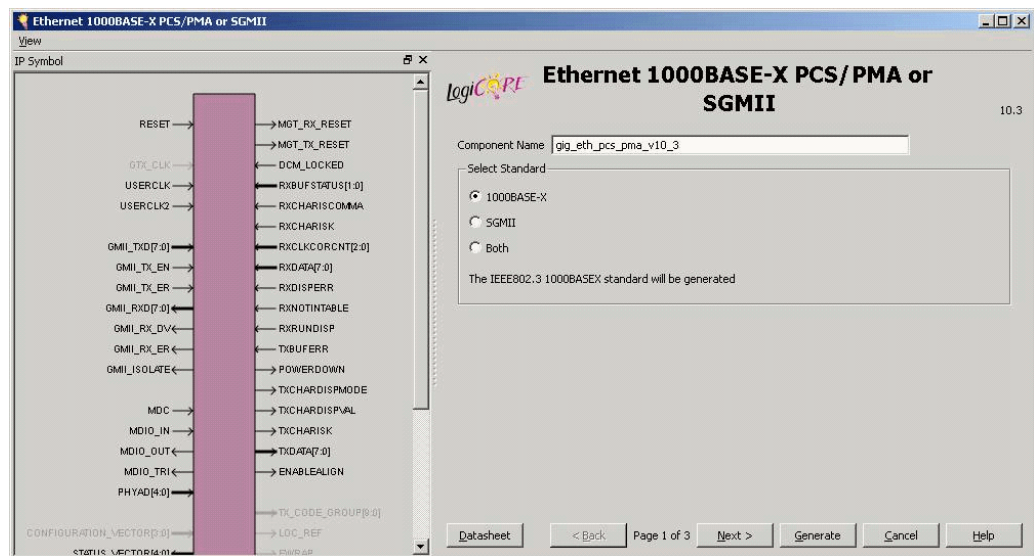 Ethernet 1000BASE-X PCS/PMA or SGMII
View
IP Symbol
RESET
GTX_CLK
USERCLK
USERCLK2
GMII_TXD[7:0]
GMII_TX_EN
GMII_TX_ER
GMII_RXD[7:0]
GMII_RX_DV
GMII_RX_ER
GMII_ISOLATE
MDC
MDIO_IN
MDIO_OUT
MDIO_TRI
PHYAD[4:0]
STATUS_VECTOR[4:0]
MGT_RX_RESET
MGT_TX_RESET
DCM_LOCKED
RXBUFSTATUS[1:0]
RXCHARISCOMMA
RXCHARISK
RXCLKCORCNT[2:0]
RXDATA[7:0]
RXDISPERR
RXNOTINTABLE
RXRUNDISP
TXBUFERR
POWERDOWN
TXCHARDISPMODE
TXCHARDISPVAL
TXCHARISK
TXDATA[7:0]
ENABLEALIGN
TX_CODE_GROUP[9:0]
LOC_REF
EWRAP
LogiCORE
Ethernet 1000BASE-X PCS/PMA or
SGMII
10.3
Component Name gig_eth_pcs_pma_v10_3
Select Standard
1000BASE-X
SGMII
Both
The IEEE802.3 1000BASEX standard will be generated
Datasheet < Back Page 1 of 3 Next > Generate Cancel Help